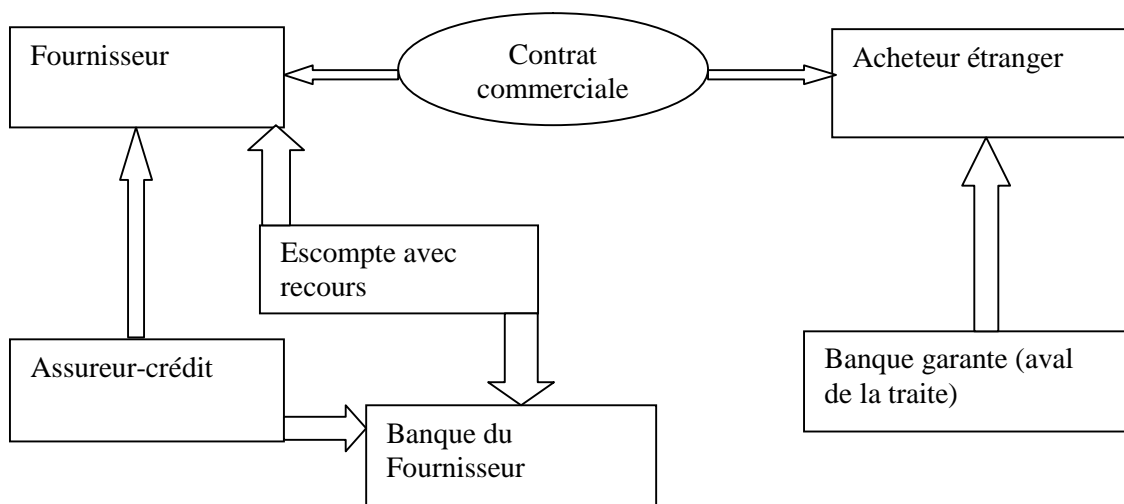 Fournisseur
Contrat
commerciale
Acheteur étranger
Escompte avec
recours
Assureur-crédit
Banque garante (aval
de la traite)
Banque du
Fournisseur